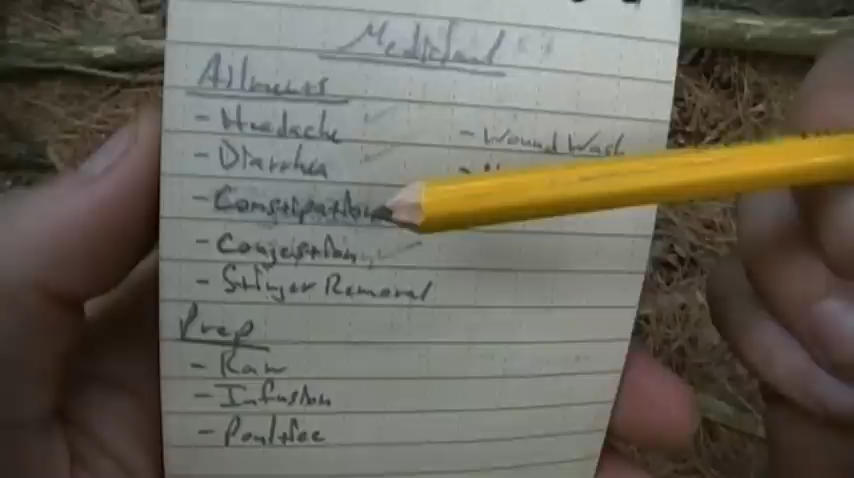 Medicinal
Ailments
- Headache
- Wound Wash
- Diarrhea
-
- Constipation
- Congestion
- Stinger Removal
Prep
- Raw
- Infusion
- Poultice